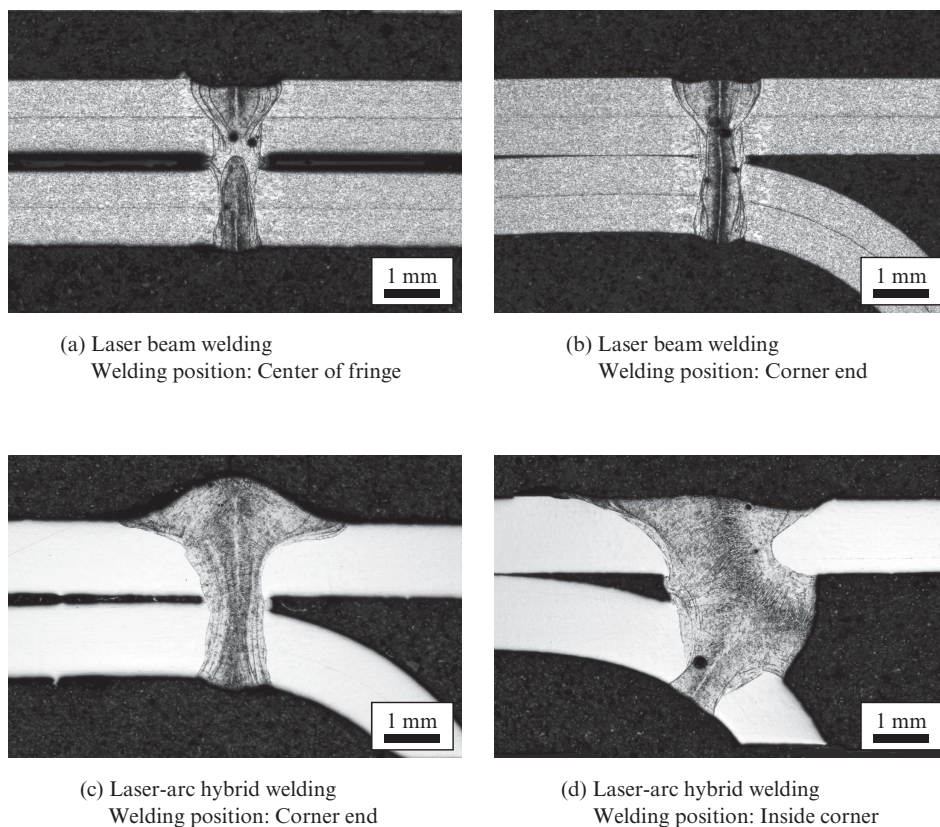 1 mm
1 mm
(a) Laser beam welding
Welding position: Center of fringe
(b) Laser beam welding
Welding position: Corner end
1 mm
1 mm
(c) Laser-arc hybrid welding
Welding position: Corner end
(d) Laser-arc hybrid welding
Welding position: Inside corner